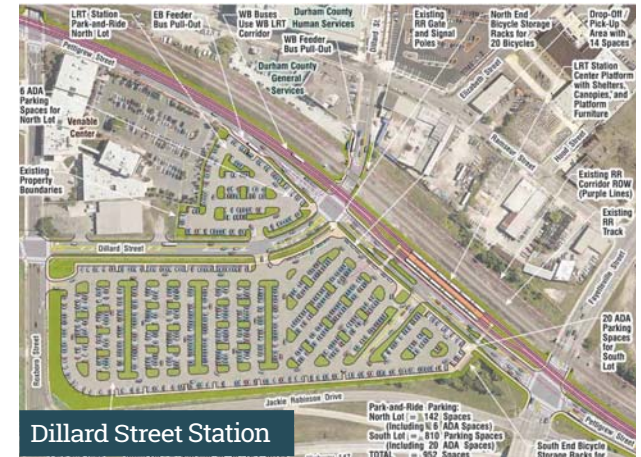 LRT Station
Park-and-Ride
North Lot
EB Feeder
Bus Pull-Out
WB Buses
Use WB LRT
Corridor
Durham County
Human Services
WB Feeder
Bus Pull-Out
Dillard St
Existing
RR Gate
and Signal
Poles
North End
Bicycle Storage
Racks for
20 Bicycles
Drop-Off /
Pick-Up
Area with
14 Spaces
Pettigrew Street
Durham County
General
Services
Elizabeth Street
LRT Station
Center Platform
with Shelters,
Canopies, and
Platform
Furniture
6 ADA
Parking
Spaces for
North Lot
Venable
Center
Ramseur Street
Hood Street
Existing
Property
Boundaries
Existing RR
Corridor ROW
(Purple Lines)
Existing
RR
Track
Dillard Street
Fayetteville Street
Roxboro Street
20 ADA
Parking
Spaces
for
South
Lot
Jackie Robinson Drive
Pettigrew Street
Dillard Street Station
Park-and-Ride Parking:
North Lot = 142 Spaces
(Including 6 ADA Spaces)
South Lot = 810 Parking Spaces
(Including 20 ADA Spaces)
TOTAL = 952 Spaces
South End Bicycle
Storage Racks for